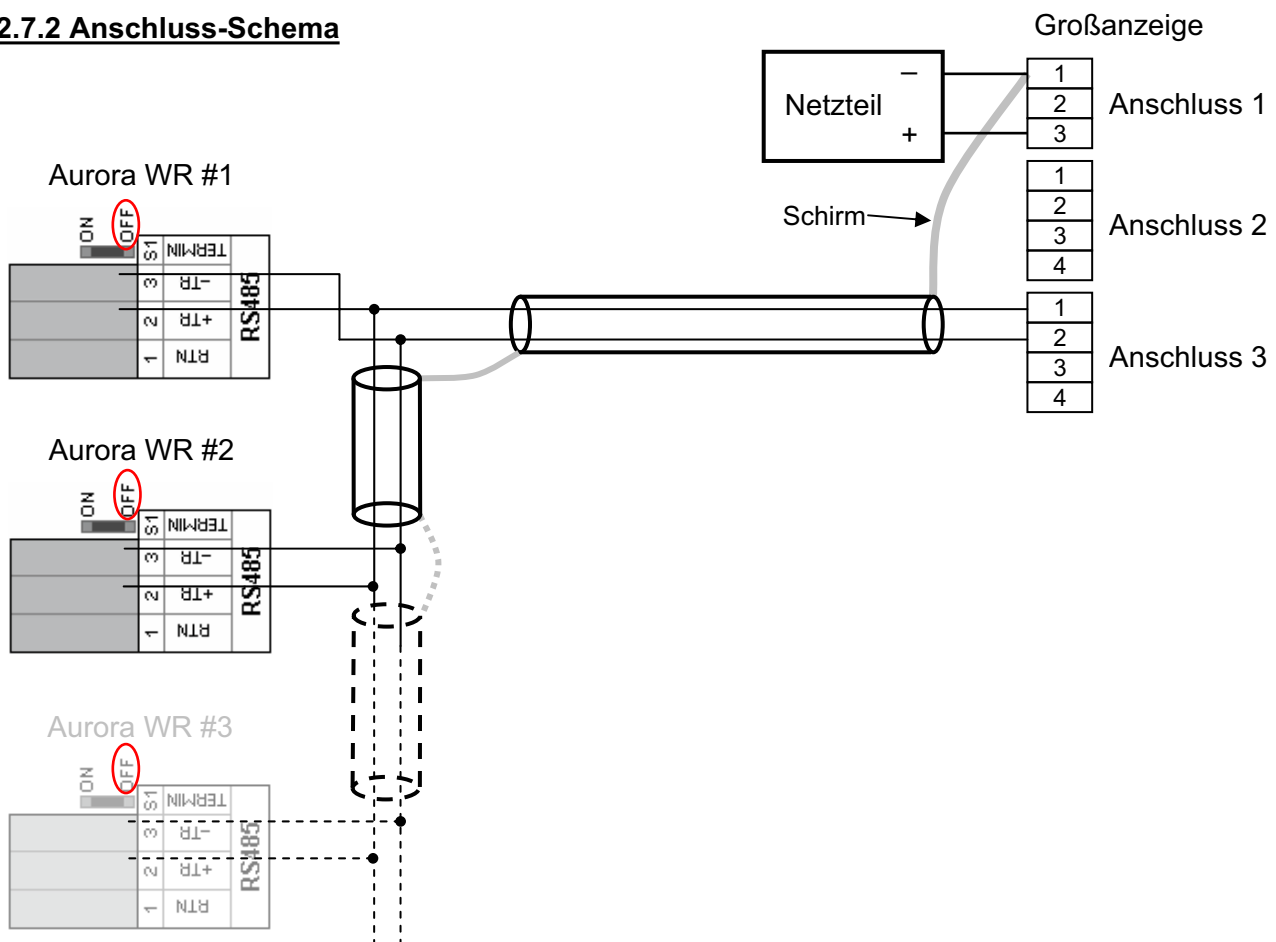 2.7.2 Anschluss-Schema
Großanzeige
Netzteil
–
+
1
2
3
Anschluss 1
1
2
3
4
Anschluss 2
Schirm
1
2
3
4
Anschluss 3
Aurora WR #1
ON
OFF
S1 TERMIN
3 -TR
2 +TR
1 RTN
RS485
Aurora WR #2
ON
OFF
S1 TERMIN
3 -TR
2 +TR
1 RTN
RS485
Aurora WR #3
ON
OFF
S1 TERMIN
3 -TR
2 +TR
1 RTN
RS485